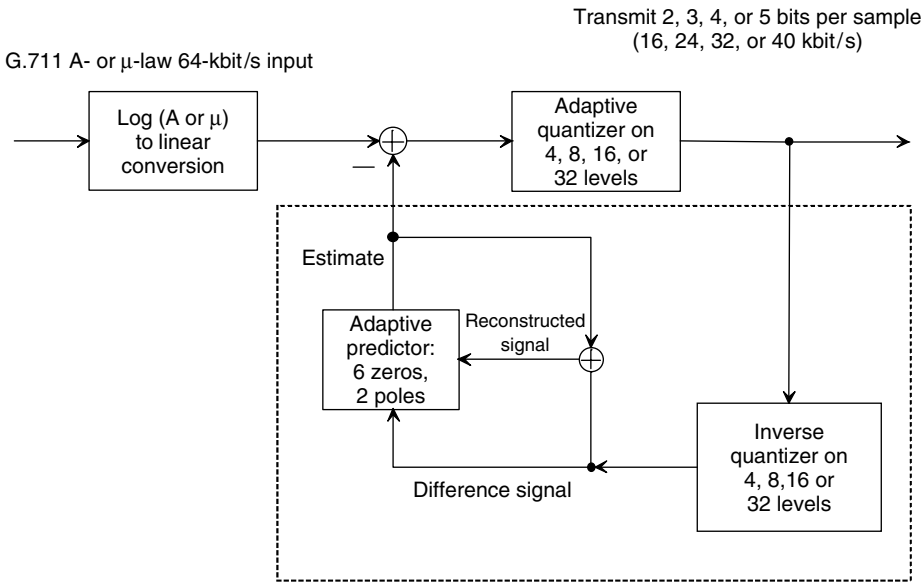 Transmit 2, 3, 4, or 5 bits per sample
(16, 24, 32, or 40 kbit/s)
G.711 A- or μ-law 64-kbit/s input
Log (A or μ)
to linear
conversion
Adaptive
quantizer on
4, 8, 16, or
32 levels
+
—
Estimate
Adaptive
predictor:
6 zeros,
2 poles
Reconstructed
signal
+
Inverse
quantizer on
4, 8,16 or
32 levels
Difference signal